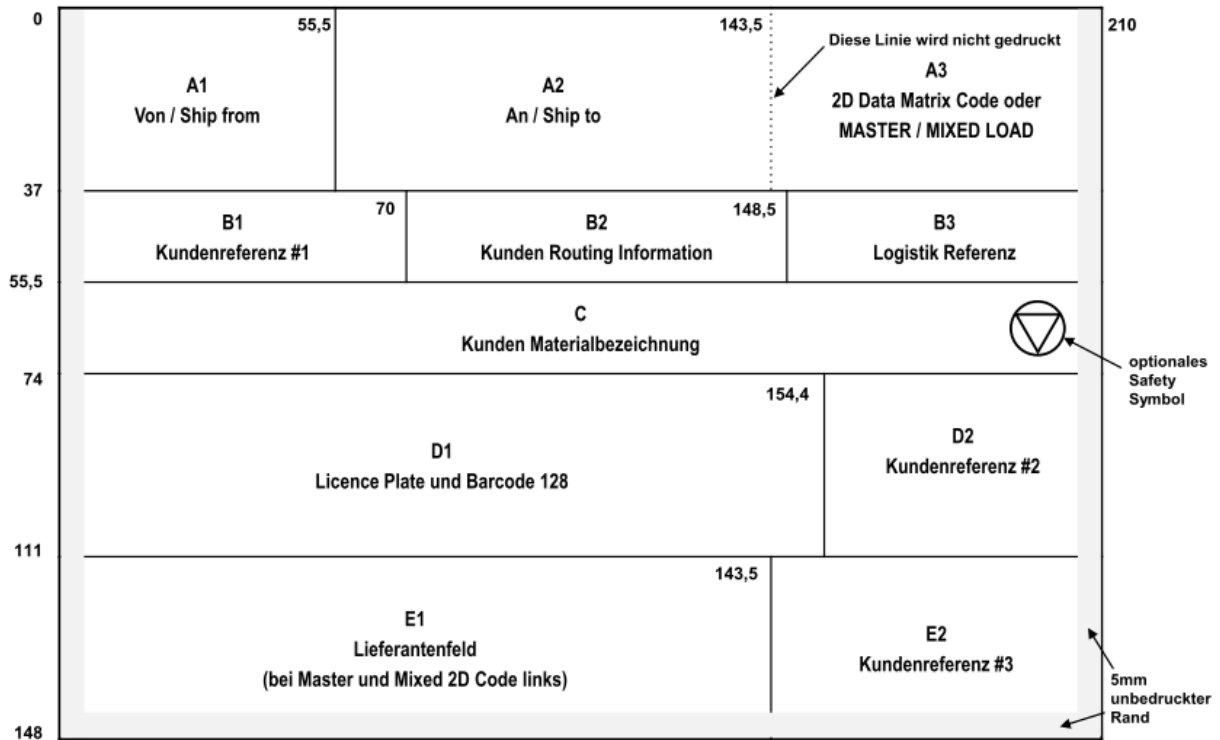 0
55,5
143,5
210
Diese Linie wird nicht gedruckt
A1
Von / Ship from
A2
An / Ship to
A3
2D Data Matrix Code oder
MASTER / MIXED LOAD
37
B1
Kundenreferenz #1
70
B2
Kunden Routing Information
148,5
B3
Logistik Referenz
55,5
C
Kunden Materialbezeichnung
optionales
Safety
Symbol
74
154,4
D1
Licence Plate und Barcode 128
D2
Kundenreferenz #2
111
143,5
E1
Lieferantenfeld
(bei Master und Mixed 2D Code links)
E2
Kundenreferenz #3
5mm
unbedruckter
Rand
148